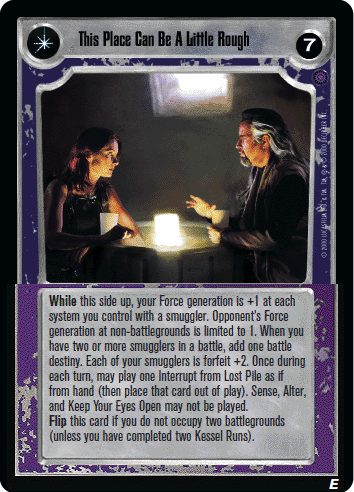 This Place Can Be A Little Rough
7
While this side up, your Force generation is +1 at each
system you control with a smuggler. Opponent's Force
generation at non-battlegrounds is limited to 1. When you
have two or more smugglers in a battle, add one battle
destiny. Each of your smugglers is forfeit +2. Once during
each turn, may play one Interrupt from Lost Pile as if
from hand (then place that card out of play). Sense, Alter,
and Keep Your Eyes Open may not be played.
Flip this card if you do not occupy two battlegrounds
(unless you have completed two Kessel Runs).
E